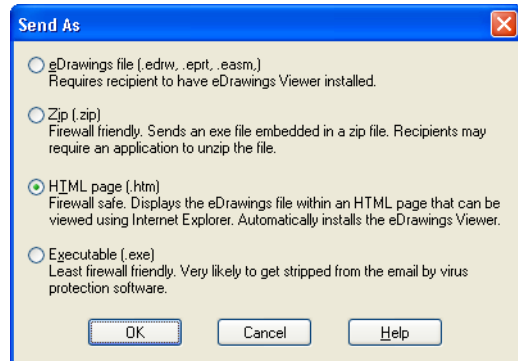 Send As
eDrawings file (.edrw, .eprt, .easm,)
Requires recipient to have eDrawings Viewer installed.
Zip (.zip)
Firewall friendly. Sends an exe file embedded in a zip file. Recipients may
require an application to unzip the file.
HTML page (.htm)
Firewall safe. Displays the eDrawings file within an HTML page that can be
viewed using Internet Explorer. Automatically installs the eDrawings Viewer.
Executable (.exe)
Least firewall friendly. Very likely to get stripped from the email by virus
protection software.
OK Cancel Help